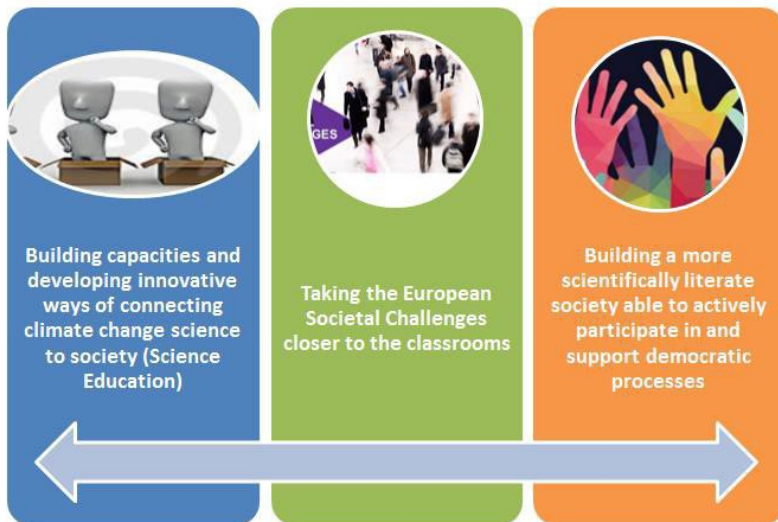 GES
Building capacities and
developing innovative
ways of connecting
climate change science
to society (Science
Education)
Taking the European
Societal Challenges
closer to the classrooms
Building a more
scientifically literate
society able to actively
participate in and
support democratic
processes